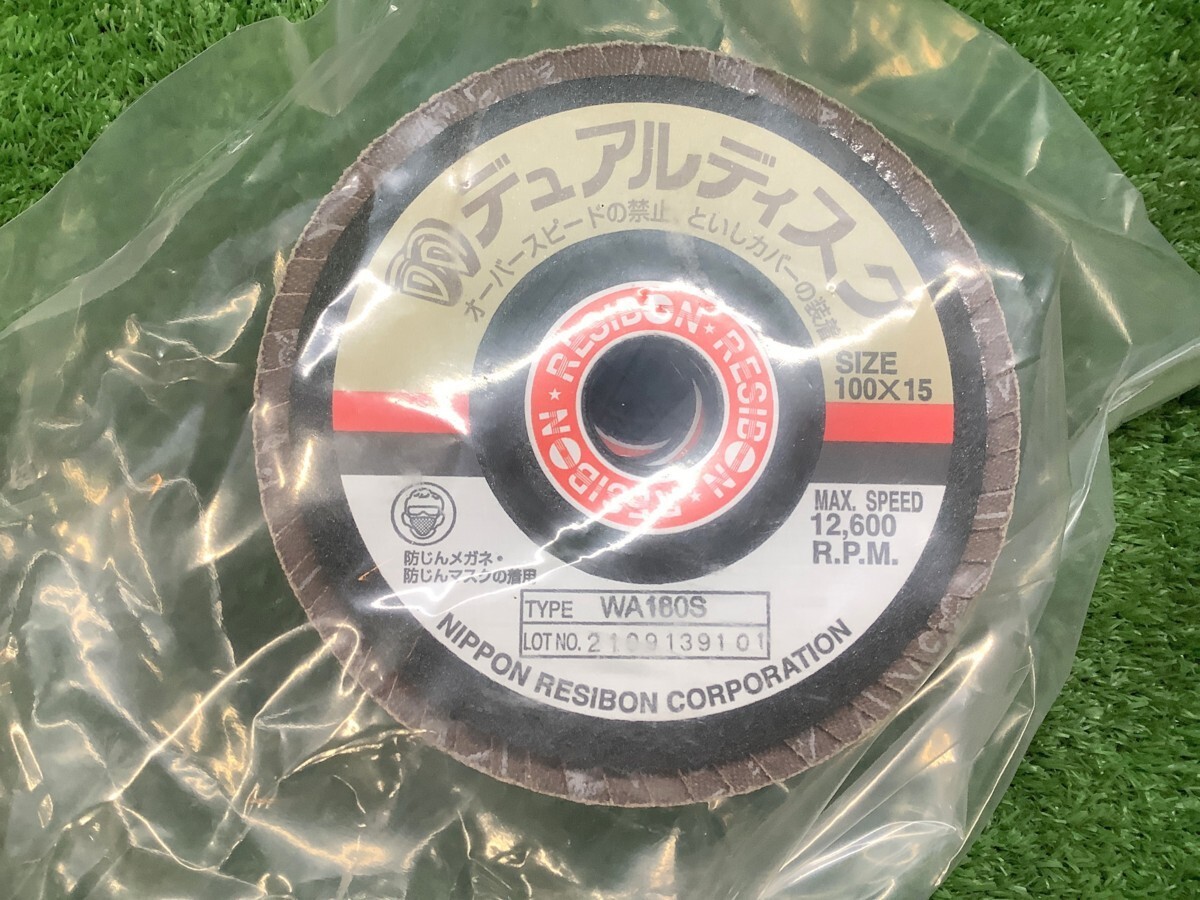 デュアルディスク
オーバースピードの禁止、といしカバーの装着
SIZE
100X15
RESIBON★RESIBON★RESIBON★RESIBON★
MAX. SPEED
12,600
R.P.M.
防じんメガネ・
防じんマスクの着用
TYPE WA180S
LOT NO. 2109139101
NIPPON RESIBON CORPORATION